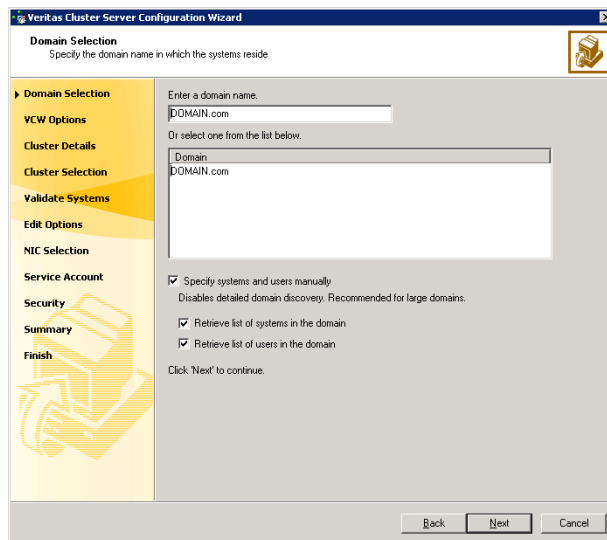 Veritas Cluster Server Configuration Wizard
Domain Selection
Specify the domain name in which the systems reside
Domain Selection
VCW Options
Cluster Details
Cluster Selection
Validate Systems
Edit Options
NIC Selection
Service Account
Security
Summary
Finish
Enter a domain name.
DOMAIN.com
Or select one from the list below.
Domain
DOMAIN.com
Specify systems and users manually
Disables detailed domain discovery. Recommended for large domains.
Retrieve list of systems in the domain
Retrieve list of users in the domain
Click 'Next' to continue.
Back Next Cancel